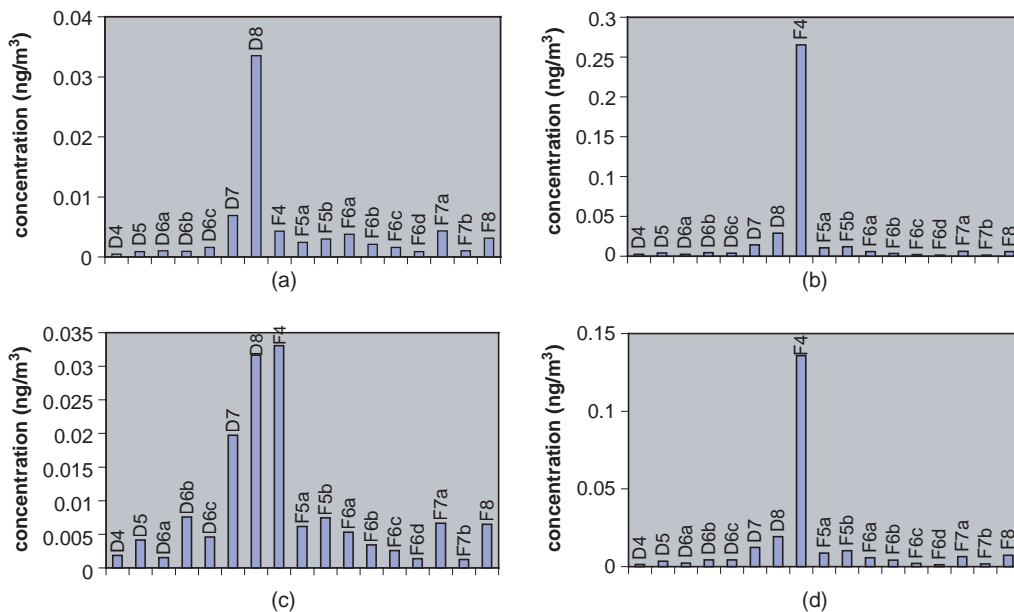 concentration (ng/m³)
0.04
0.03
0.02
0.01
0
D4
D5
D6a
D6b
D6c
D7
D8
F4
F5a
F5b
F6a
F6b
F6c
F6d
F7a
F7b
F8
(a)
concentration (ng/m³)
0.3
0.25
0.2
0.15
0.1
0.05
0
D4
D5
D6a
D6b
D6c
D7
D8
F4
F5a
F5b
F6a
F6b
F6c
F6d
F7a
F7b
F8
(b)
concentration (ng/m³)
0.035
0.03
0.025
0.02
0.015
0.01
0.005
0
D4
D5
D6a
D6b
D6c
D7
D8
F4
F5a
F5b
F6a
F6b
F6c
F6d
F7a
F7b
F8
(c)
concentration (ng/m³)
0.15
0.1
0.05
0
D4
D5
D6a
D6b
D6c
D7
D8
F4
F5a
F5b
F6a
F6b
F6c
F6d
F7a
F7b
F8
(d)